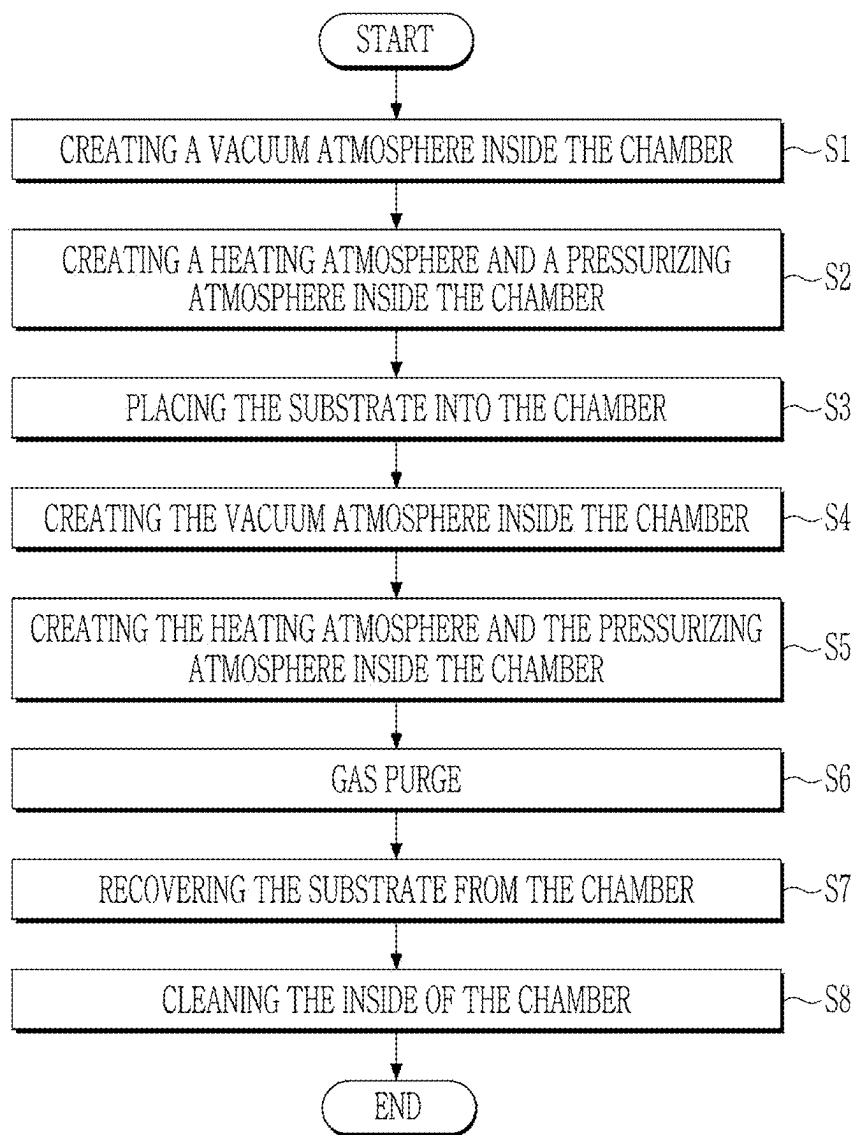 START
CREATING A VACUUM ATMOSPHERE INSIDE THE CHAMBER
S1
CREATING A HEATING ATMOSPHERE AND A PRESSURIZING
ATMOSPHERE INSIDE THE CHAMBER
S2
PLACING THE SUBSTRATE INTO THE CHAMBER
S3
CREATING THE VACUUM ATMOSPHERE INSIDE THE CHAMBER
S4
CREATING THE HEATING ATMOSPHERE AND THE PRESSURIZING
ATMOSPHERE INSIDE THE CHAMBER
S5
GAS PURGE
S6
RECOVERING THE SUBSTRATE FROM THE CHAMBER
S7
CLEANING THE INSIDE OF THE CHAMBER
S8
END